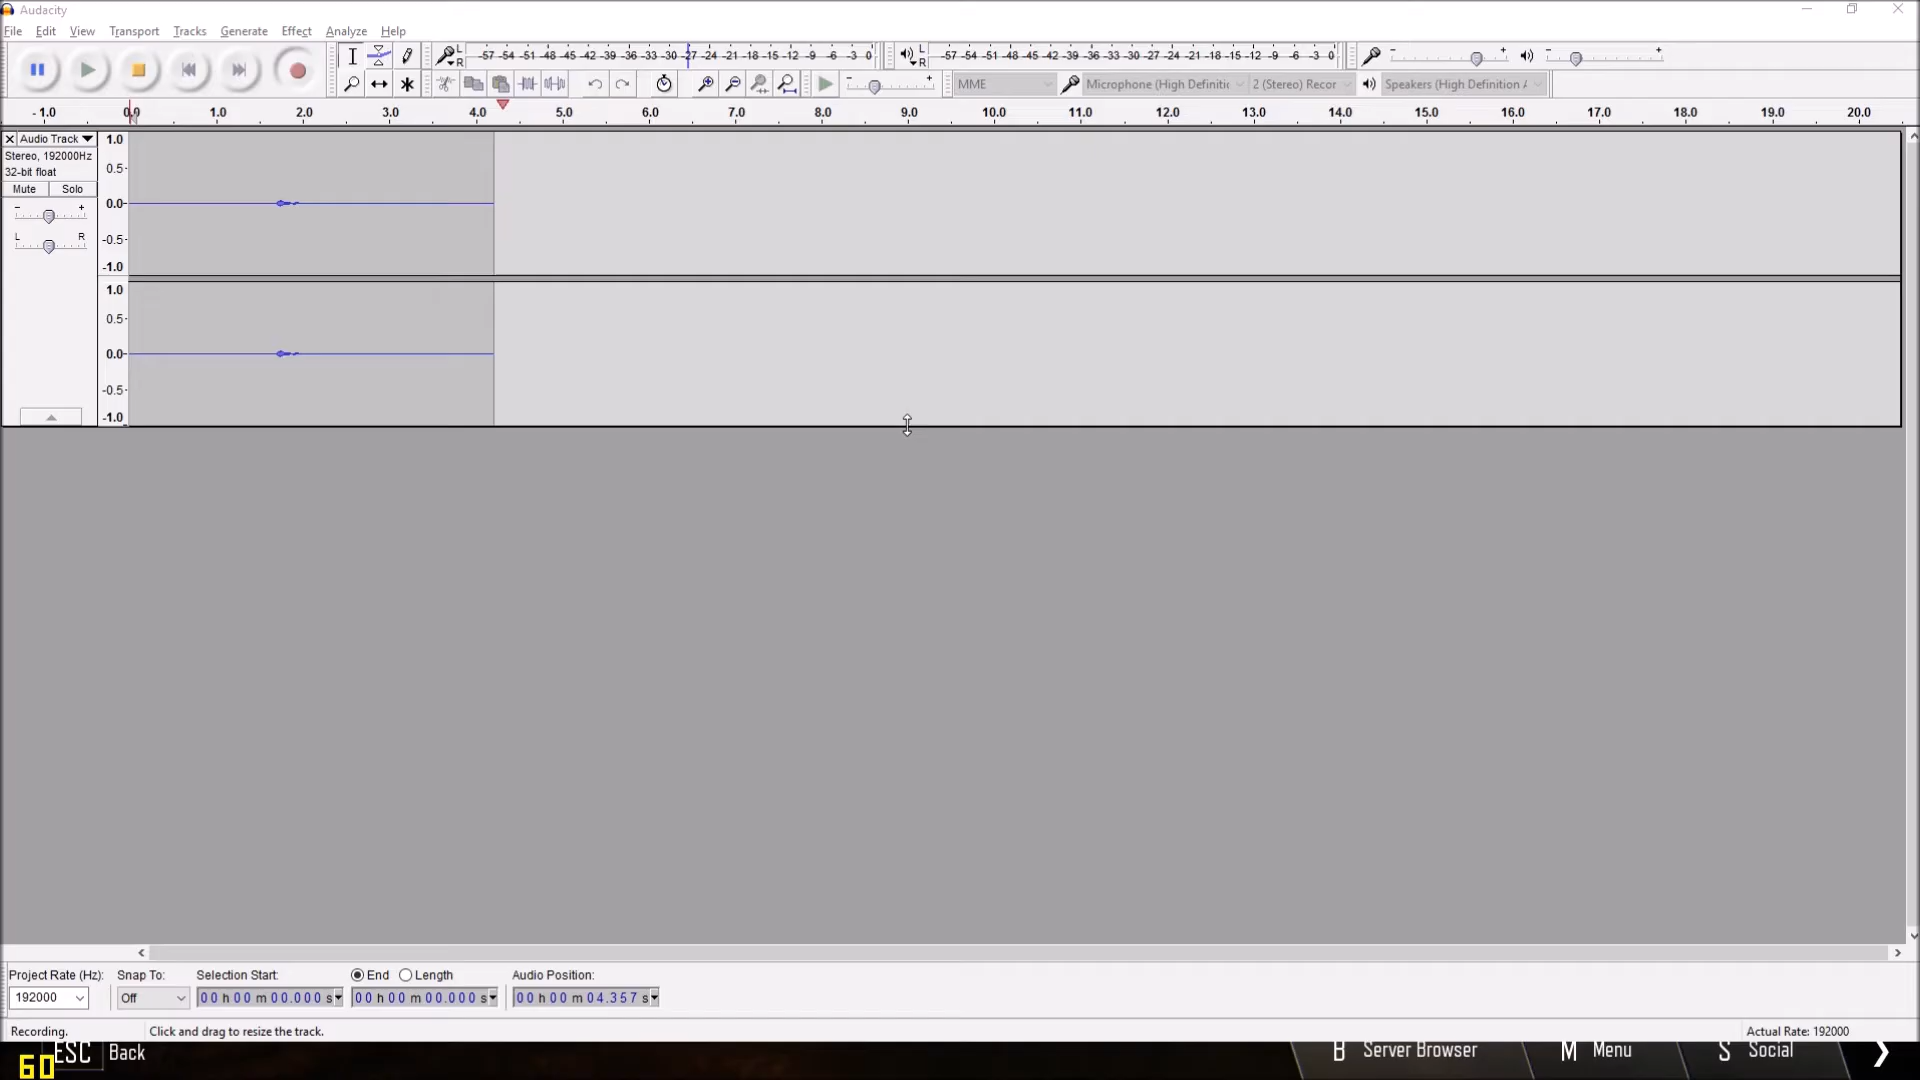 Audacity
File Edit View Transport Tracks Generate Effect Analyze Help
L R -57 -54 -51 -48 -45 -42 -39 -36 -33 -30 -27 -24 -21 -18 -15 -12 -9 -6 -3 0 L R -57 -54 -51 -48 -45 -42 -39 -36 -33 -30 -27 -24 -21 -18 -15 -12 -9 -6 -3 0 - + - +
- + MME Microphone (High Definitic 2 (Stereo) Recor Speakers (High Definition A
-1.0 0.0 1.0 2.0 3.0 4.0 5.0 6.0 7.0 8.0 9.0 10.0 11.0 12.0 13.0 14.0 15.0 16.0 17.0 18.0 19.0 20.0
Audio Track 1.0
Stereo, 192000Hz
0.5
32-bit float
Mute Solo
- + 0.0
L R -0.5
-1.0
1.0
0.5
0.0
-0.5
-1.0
Project Rate (Hz): Snap To: Selection Start: End Length Audio Position:
192000 Off 00 h 00 m 00.000 s 00 h 00 m 00.000 s 00 h 00 m 04.357 s
Recording. Click and drag to resize the track. Actual Rate: 192000
60 ESC Back B Server Browser M Menu S Social